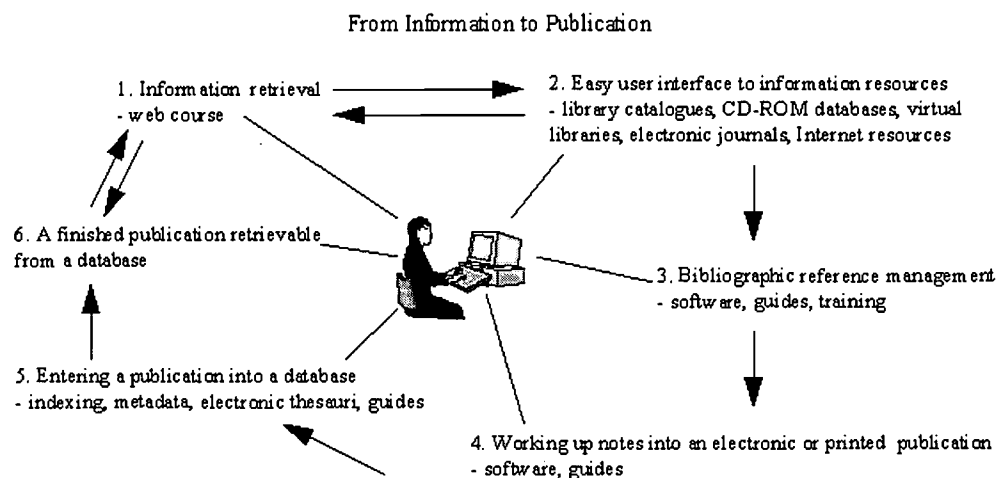 From Information to Publication
1. Information retrieval
- web course
2. Easy user interface to information resources
- library catalogues, CD-ROM databases, virtual
libraries, electronic journals, Internet resources
6. A finished publication retrievable
from a database
3. Bibliographic reference management
- software, guides, training
5. Entering a publication into a database
- indexing, metadata, electronic thesauri, guides
4. Working up notes into an electronic or printed publication
- software, guides